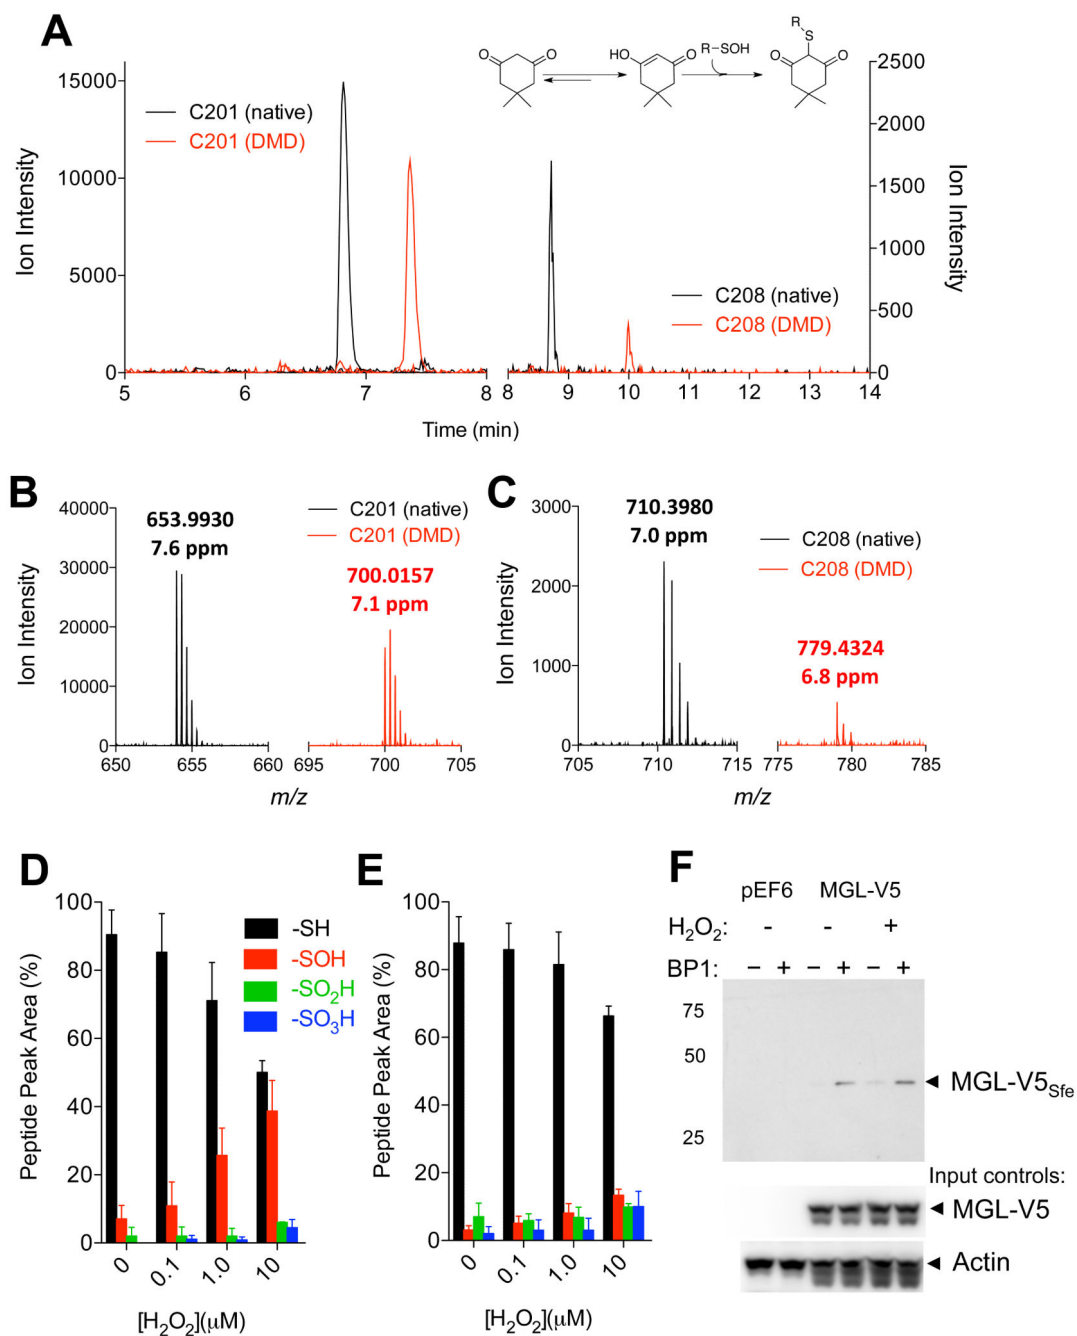 A
R
S
O O HO O R-SOH O O
15000
10000
5000
0
Ion Intensity
C201 (native)
C201 (DMD)
2500
2000
1500
1000
500
0
Ion Intensity
C208 (native)
C208 (DMD)
5 6 7 8 8 9 10 11 12 13 14
Time (min)
B
40000
30000
20000
10000
0
Ion Intensity
653.9930
7.6 ppm
C201 (native)
C201 (DMD)
700.0157
7.1 ppm
650 655 660 695 700 705
m/z
C
3000
2000
1000
0
Ion Intensity
710.3980
7.0 ppm
C208 (native)
C208 (DMD)
779.4324
6.8 ppm
705 710 715 775 780 785
m/z
D
100
80
60
40
20
0
Peptide Peak Area (%)
-SH
-SOH
-SO₂H
-SO₃H
0 0.1 1.0 10
[H₂O₂](μM)
E
100
80
60
40
20
0
Peptide Peak Area (%)
0 0.1 1.0 10
[H₂O₂](μM)
F
pEF6 MGL-V5
H₂O₂: - - +
BP1: – + – + – +
75
50
25
MGL-V5Sfe
Input controls:
MGL-V5
Actin